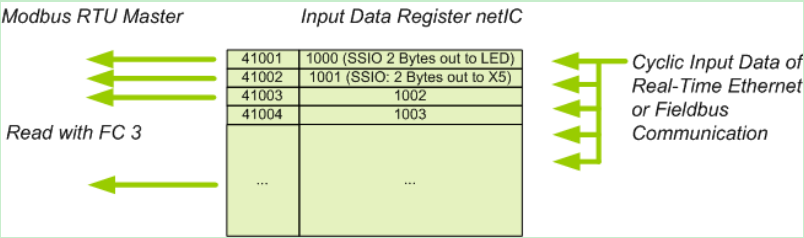 Modbus RTU Master
Input Data Register netIC
41001 1000 (SSIO 2 Bytes out to LED)
41002 1001 (SSIO: 2 Bytes out to X5)
41003 1002
41004 1003
... ...
Read with FC 3
Cyclic Input Data of
Real-Time Ethernet
or Fieldbus
Communication